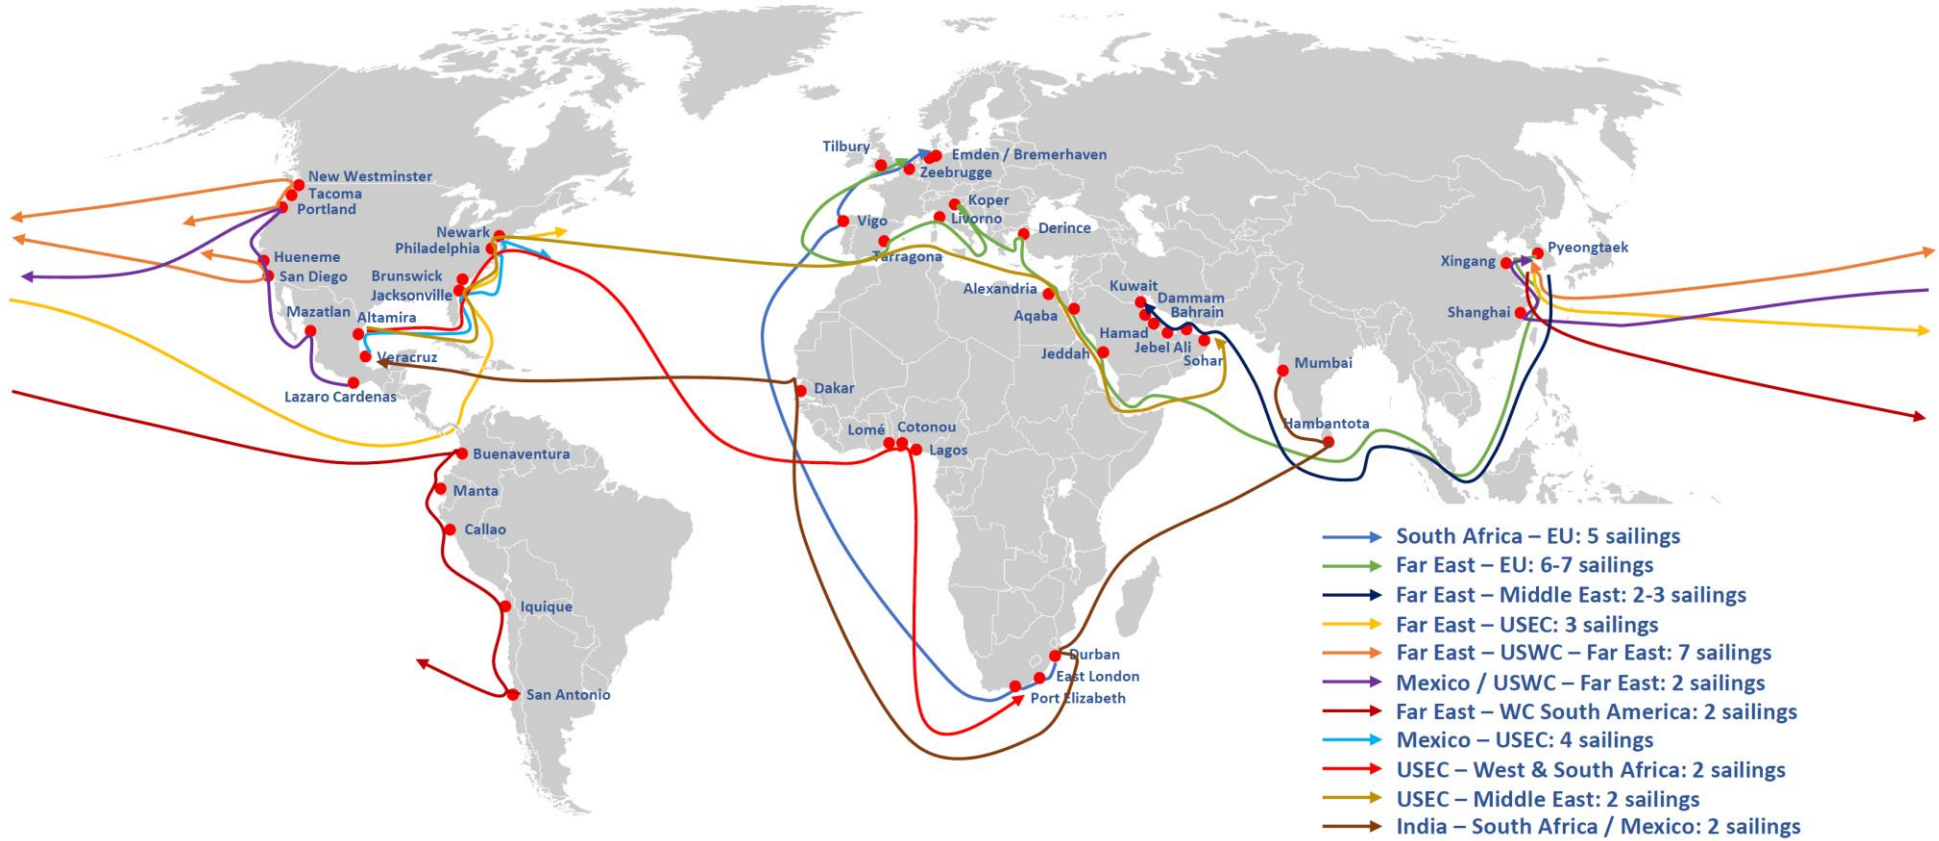 Tilbury
Emden / Bremerhaven
Zeebrugge
New Westminster
Tacoma
Portland
Koper
Livorno
Vigo
Derince
Newark
Philadelphia
Tarragona
Pyeongtaek
Xingang
Hueneme
San Diego
Brunswick
Jacksonville
Alexandria
Kuwait
Dammam
Bahrain
Mazatlan
Altamira
Aqaba
Hamad
Shanghai
Jebel Ali
Sohar
Jeddah
Veracruz
Mumbai
Lazaro Cardenas
Dakar
Hambantota
Lomé
Cotonou
Lagos
Buenaventura
Manta
Callao
Iquique
San Antonio
Durban
East London
Port Elizabeth
South Africa – EU: 5 sailings
Far East – EU: 6-7 sailings
Far East – Middle East: 2-3 sailings
Far East – USEC: 3 sailings
Far East – USWC – Far East: 7 sailings
Mexico / USWC – Far East: 2 sailings
Far East – WC South America: 2 sailings
Mexico – USEC: 4 sailings
USEC – West & South Africa: 2 sailings
USEC – Middle East: 2 sailings
India – South Africa / Mexico: 2 sailings